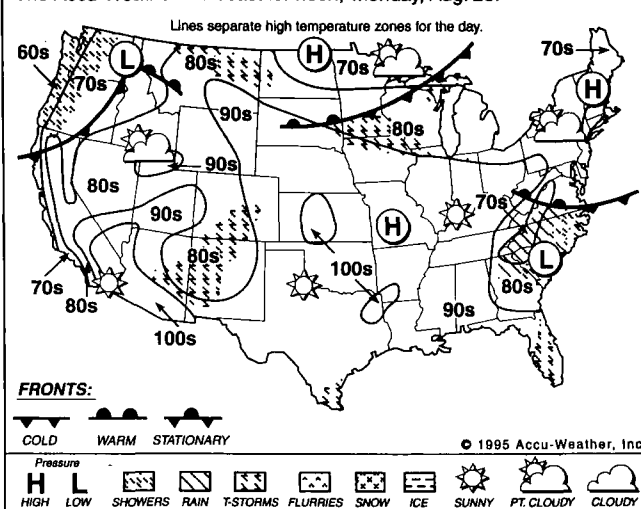 Lines separate high temperature zones for the day.
60s
70s
L
80s
H
70s
70s
H
90s
80s
90s
80s
90s
70s
H
80s
L
70s
80s
100s
100s
90s
80s
FRONTS:
COLD WARM STATIONARY
© 1995 Accu-Weather, Inc
Pressure
H L
HIGH LOW SHOWERS RAIN T-STORMS FLURRIES SNOW ICE SUNNY PT. CLOUDY CLOUDY